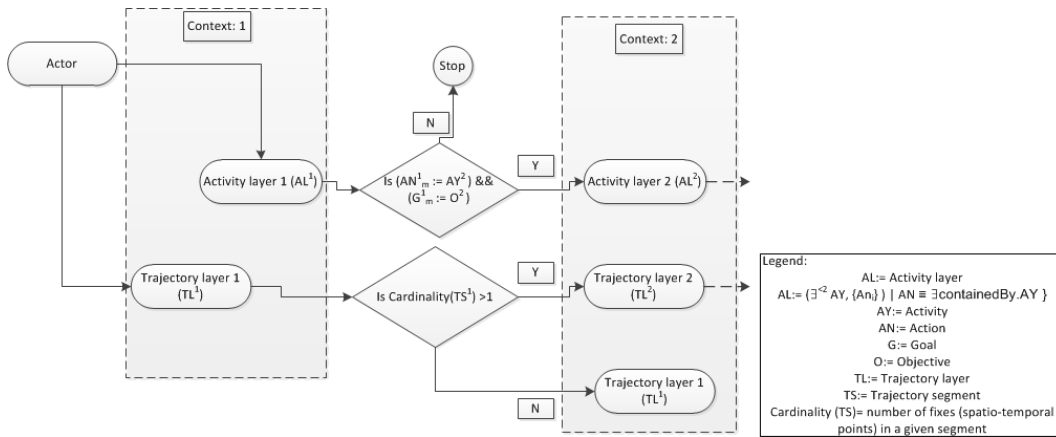 Context: 1
Context: 2
Actor
Stop
N
Y
Activity layer 1 (AL¹)
Is (AN¹ₘ := AY²) &&
(G¹ₘ := O²)
Activity layer 2 (AL²)
Trajectory layer 1
(TL¹)
Is Cardinality(TS¹) >1
Y
Trajectory layer 2
(TL²)
N
Trajectory layer 1
(TL¹)
Legend:
AL:= Activity layer
AL:= (∃<2 AY, {Anᵢ} ) | AN ≡ ∃containedBy.AY }
AY:= Activity
AN:= Action
G:= Goal
O:= Objective
TL:= Trajectory layer
TS:= Trajectory segment
Cardinality (TS)= number of fixes (spatio-temporal
points) in a given segment